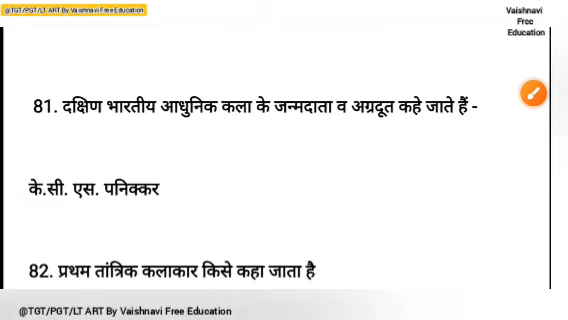 @TGT/PGT/LT ART By Vaishnavi Free Education
Vaishnavi
Free
Education
81. दक्षिण भारतीय आधुनिक कला के जन्मदाता व अग्रदूत कहे जाते हैं -
के.सी. एस. पनिक्कर
82. प्रथम तांत्रिक कलाकार किसे कहा जाता है
@TGT/PGT/LT ART By Vaishnavi Free Education